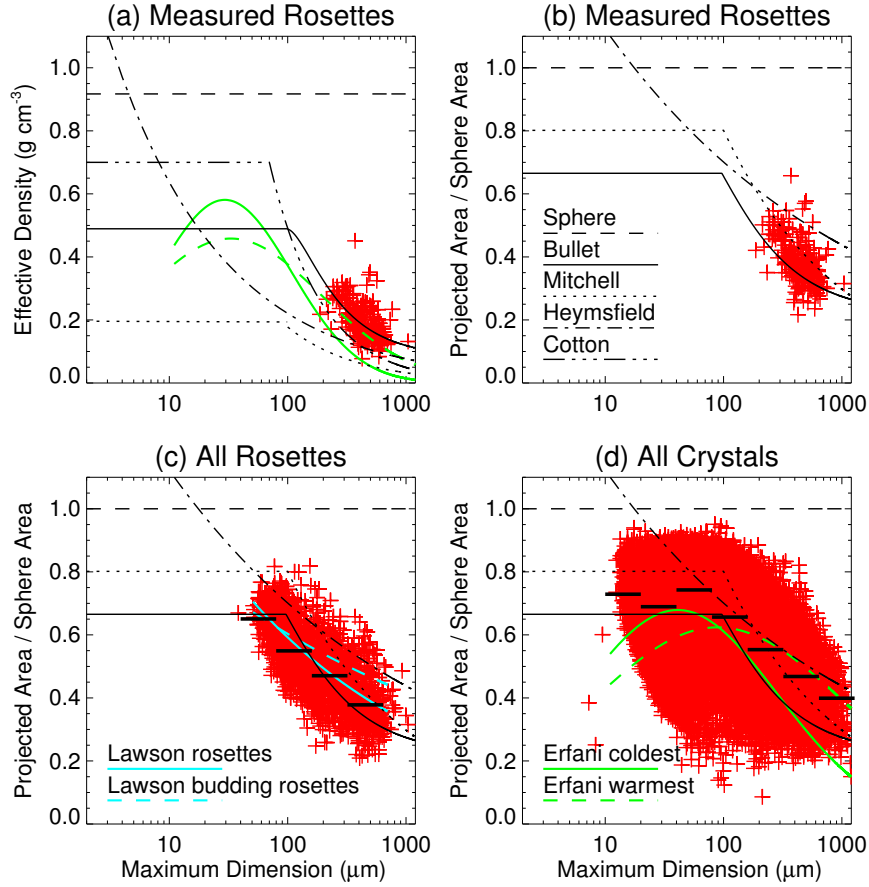 (a) Measured Rosettes
Effective Density (g cm⁻³)
1.0
0.8
0.6
0.4
0.2
0.0
10
100
1000
(b) Measured Rosettes
Projected Area / Sphere Area
1.0
0.8
0.6
0.4
0.2
0.0
Sphere
Bullet
Mitchell
Heymsfield
Cotton
10
100
1000
(c) All Rosettes
Projected Area / Sphere Area
1.0
0.8
0.6
0.4
0.2
0.0
Lawson rosettes
Lawson budding rosettes
10
100
1000
Maximum Dimension (μm)
(d) All Crystals
Projected Area / Sphere Area
1.0
0.8
0.6
0.4
0.2
0.0
Erfani coldest
Erfani warmest
10
100
1000
Maximum Dimension (μm)